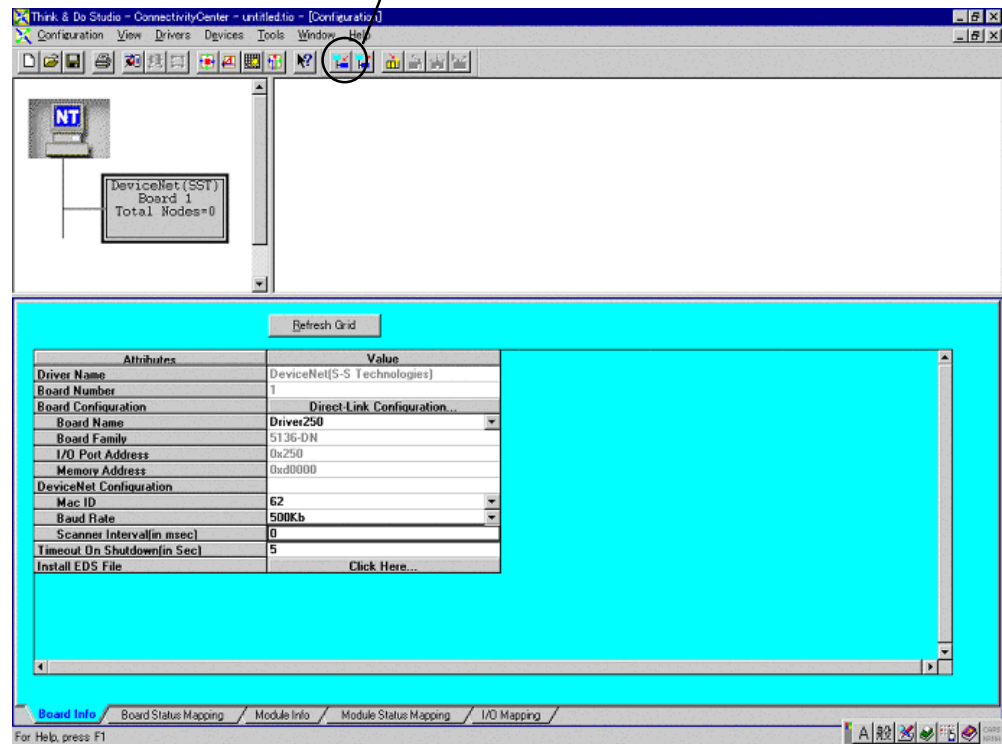 Think & Do Studio - ConnectivityCenter - untitled.tio - [Configuration]
Configuration View Drivers Devices Tools Window Help
NT
DeviceNet(SST)
Board 1
Total Nodes=0
Refresh Grid
Attributes Value
Driver Name DeviceNet(S-S Technologies)
Board Number 1
Board Configuration Direct-Link Configuration...
Board Name Driver250
Board Family 5136-DN
I/O Port Address 0x250
Memory Address 0xd0000
DeviceNet Configuration
Mac ID 62
Baud Rate 500Kb
Scanner Interval(in msec) 0
Timeout On Shutdown(in Sec) 5
Install EDS File Click Here...
Board Info Board Status Mapping Module Info Module Status Mapping I/O Mapping
For Help, press F1
A 般 CAPS